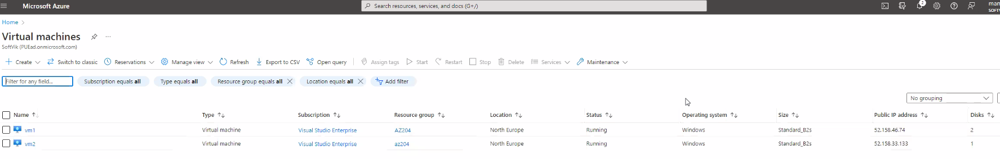 Microsoft Azure
Search resources, services, and docs (G+/)
2
man
SOFTV
Home >
Virtual machines ...
SoftVik (PUEad.onmicrosoft.com)
Create Switch to classic Reservations Manage view Refresh Export to CSV Open query Assign tags Start Restart Stop Delete Services Maintenance
Filter for any field... Subscription equals all Type equals all Resource group equals all Location equals all Add filter
No grouping
Name Type Subscription Resource group Location Status Operating system Size Public IP address Disks
vm1 Virtual machine Visual Studio Enterprise AZ204 North Europe Running Windows Standard_B2s 52.158.46.74 2
vm2 Virtual machine Visual Studio Enterprise az204 North Europe Running Windows Standard_B2s 52.158.33.133 1